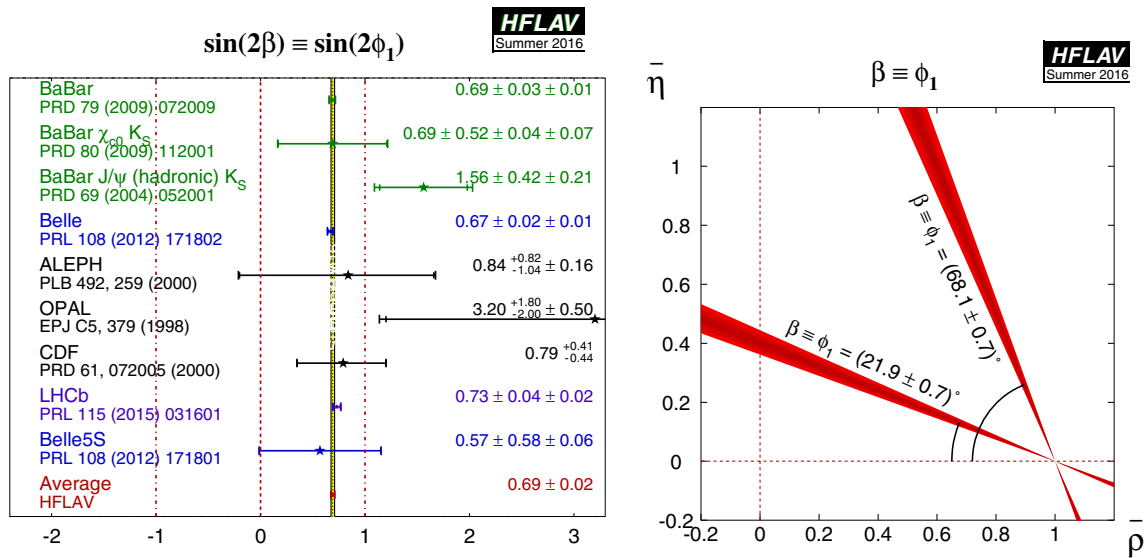 sin(2β) ≡ sin(2ϕ₁)
HFLAV
Summer 2016
BaBar
PRD 79 (2009) 072009
0.69 ± 0.03 ± 0.01
BaBar χc0 KS
PRD 80 (2009) 112001
0.69 ± 0.52 ± 0.04 ± 0.07
BaBar J/ψ (hadronic) KS
PRD 69 (2004) 052001
1.56 ± 0.42 ± 0.21
Belle
PRL 108 (2012) 171802
0.67 ± 0.02 ± 0.01
ALEPH
PLB 492, 259 (2000)
0.84 +0.82 -1.04 ± 0.16
OPAL
EPJ C5, 379 (1998)
3.20 +1.80 -2.00 ± 0.50
CDF
PRD 61, 072005 (2000)
0.79 +0.41 -0.44
LHCb
PRL 115 (2015) 031601
0.73 ± 0.04 ± 0.02
Belle5S
PRL 108 (2012) 171801
0.57 ± 0.58 ± 0.06
Average
HFLAV
0.69 ± 0.02
-2 -1 0 1 2 3
β ≡ ϕ₁
HFLAV
Summer 2016
η̄
1
0.8
0.6
0.4
0.2
0
-0.2
β ≡ ϕ₁ = (68.1 ± 0.7)°
β ≡ ϕ₁ = (21.9 ± 0.7)°
-0.2 0 0.2 0.4 0.6 0.8 1
ρ̄